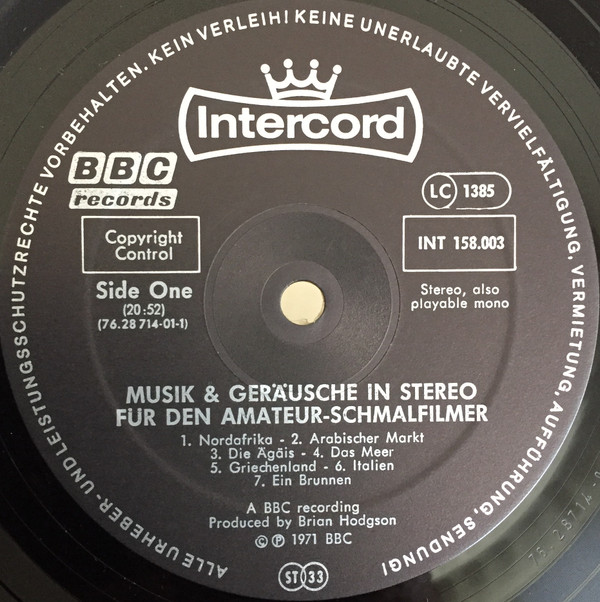 ALLE URHEBER- UND LEISTUNGSSCHUTZRECHTE VORBEHALTEN. KEIN VERLEIH! KEINE UNERLAUBTE VERVIELFÄLTIGUNG, VERMIETUNG, AUFFÜHRUNG, SENDUNG!
Intercord
BBC
records
LC 1385
Copyright
Control
INT 158.003
Side One
(20:52)
(76.28 714-01-1)
Stereo, also
playable mono
MUSIK & GERÄUSCHE IN STEREO
FÜR DEN AMATEUR-SCHMALFILMER
1. Nordafrika - 2. Arabischer Markt
3. Die Ägäis - 4. Das Meer
5. Griechenland - 6. Italien
7. Ein Brunnen
A BBC recording
Produced by Brian Hodgson
© ℗ 1971 BBC
ST 33